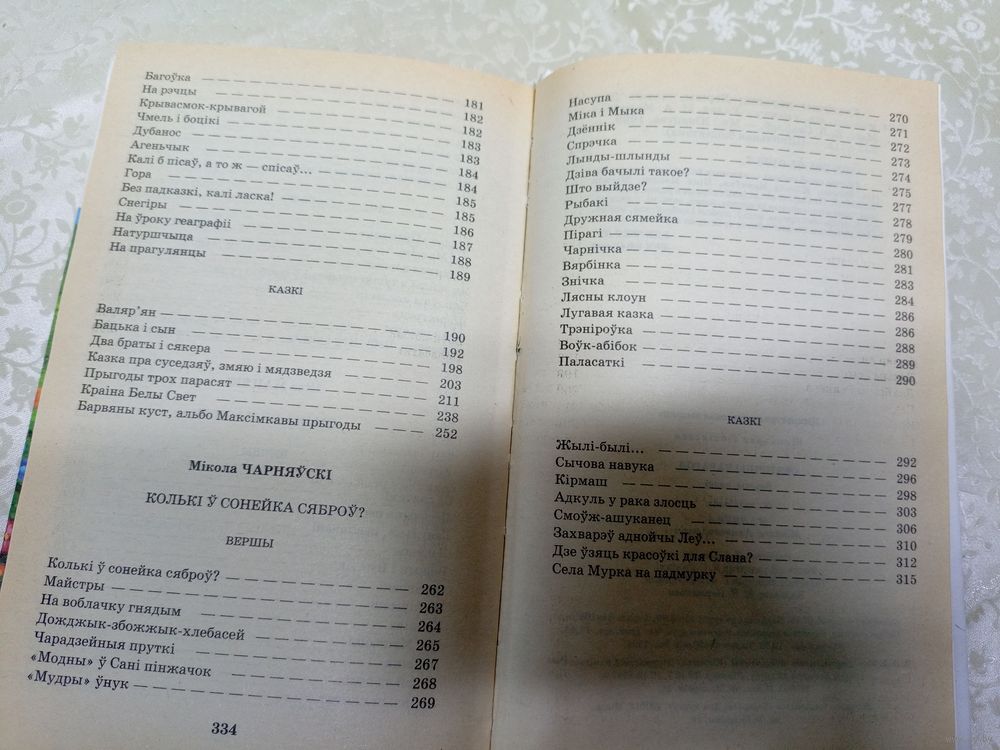 Багоўка — 181
На рэчцы — 182
Крывасмок-крывагой — 182
Чмель і боцікі — 183
Дубанос — 183
Агеньчык — 184
Калі б пісаў, а то ж — спісаў... — 184
Гора — 185
Без падказкі, калі ласка! — 185
Снегіры — 186
На ўроку геаграфіі — 187
Натуршчыца — 188
На прагулянцы — 189
КАЗКІ
Валяр’ян — 190
Бацька і сын — 192
Два браты і сякера — 198
Казка пра суседзяў, змяю і мядзведзя — 203
Прыгоды трох парасят — 211
Краіна Белы Свет — 238
Барвяны куст, альбо Максімкавы прыгоды — 252
Мікола ЧАРНЯЎСКІ
КОЛЬКІ Ў СОНЕЙКА СЯБРОЎ?
ВЕРШЫ
Колькі ў сонейка сяброў? — 262
Майстры — 263
На воблачку гнядым — 264
Дожджык-збожжык-хлебасей — 265
Чарадзейныя пруткі — 267
«Модны» ў Сані пінжачок — 268
«Мудры» ўнук — 269
334
Насупа — 270
Міка і Мыка — 271
Дзённік — 272
Спрэчка — 273
Лынды-шлынды — 274
Дзіва бачылі такое? — 275
Што выйдзе? — 277
Рыбакі — 278
Дружная сямейка — 279
Пірагі — 280
Чарнічка — 281
Вярбінка — 283
Знічка — 284
Лясны клоун — 286
Лугавая казка — 286
Трэніроўка — 288
Воўк-абібок — 289
Паласаткі — 290
КАЗКІ
Жылі-былі... — 292
Сычова навука — 296
Кірмаш — 298
Адкуль у рака злосць — 303
Смоўж-ашуканец — 306
Захварэў аднойчы Леў... — 310
Дзе ўзяць красоўкі для Слана? — 312
Села Мурка на падмурку — 315